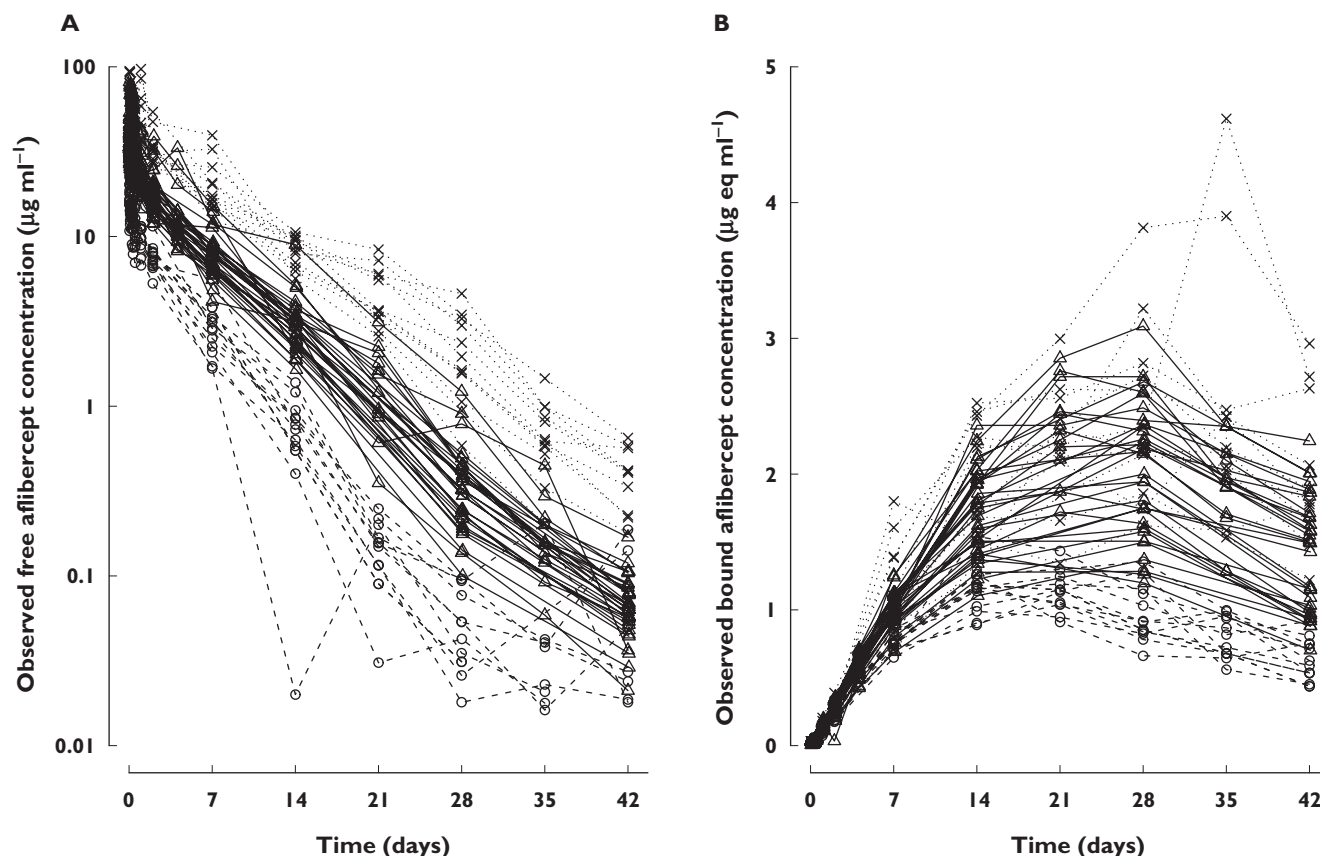 A
Observed free aflibercept concentration (µg ml⁻¹)
100
10
1
0.1
0.01
0 7 14 21 28 35 42
Time (days)
B
Observed bound aflibercept concentration (µg eq ml⁻¹)
5
4
3
2
1
0
0 7 14 21 28 35 42
Time (days)